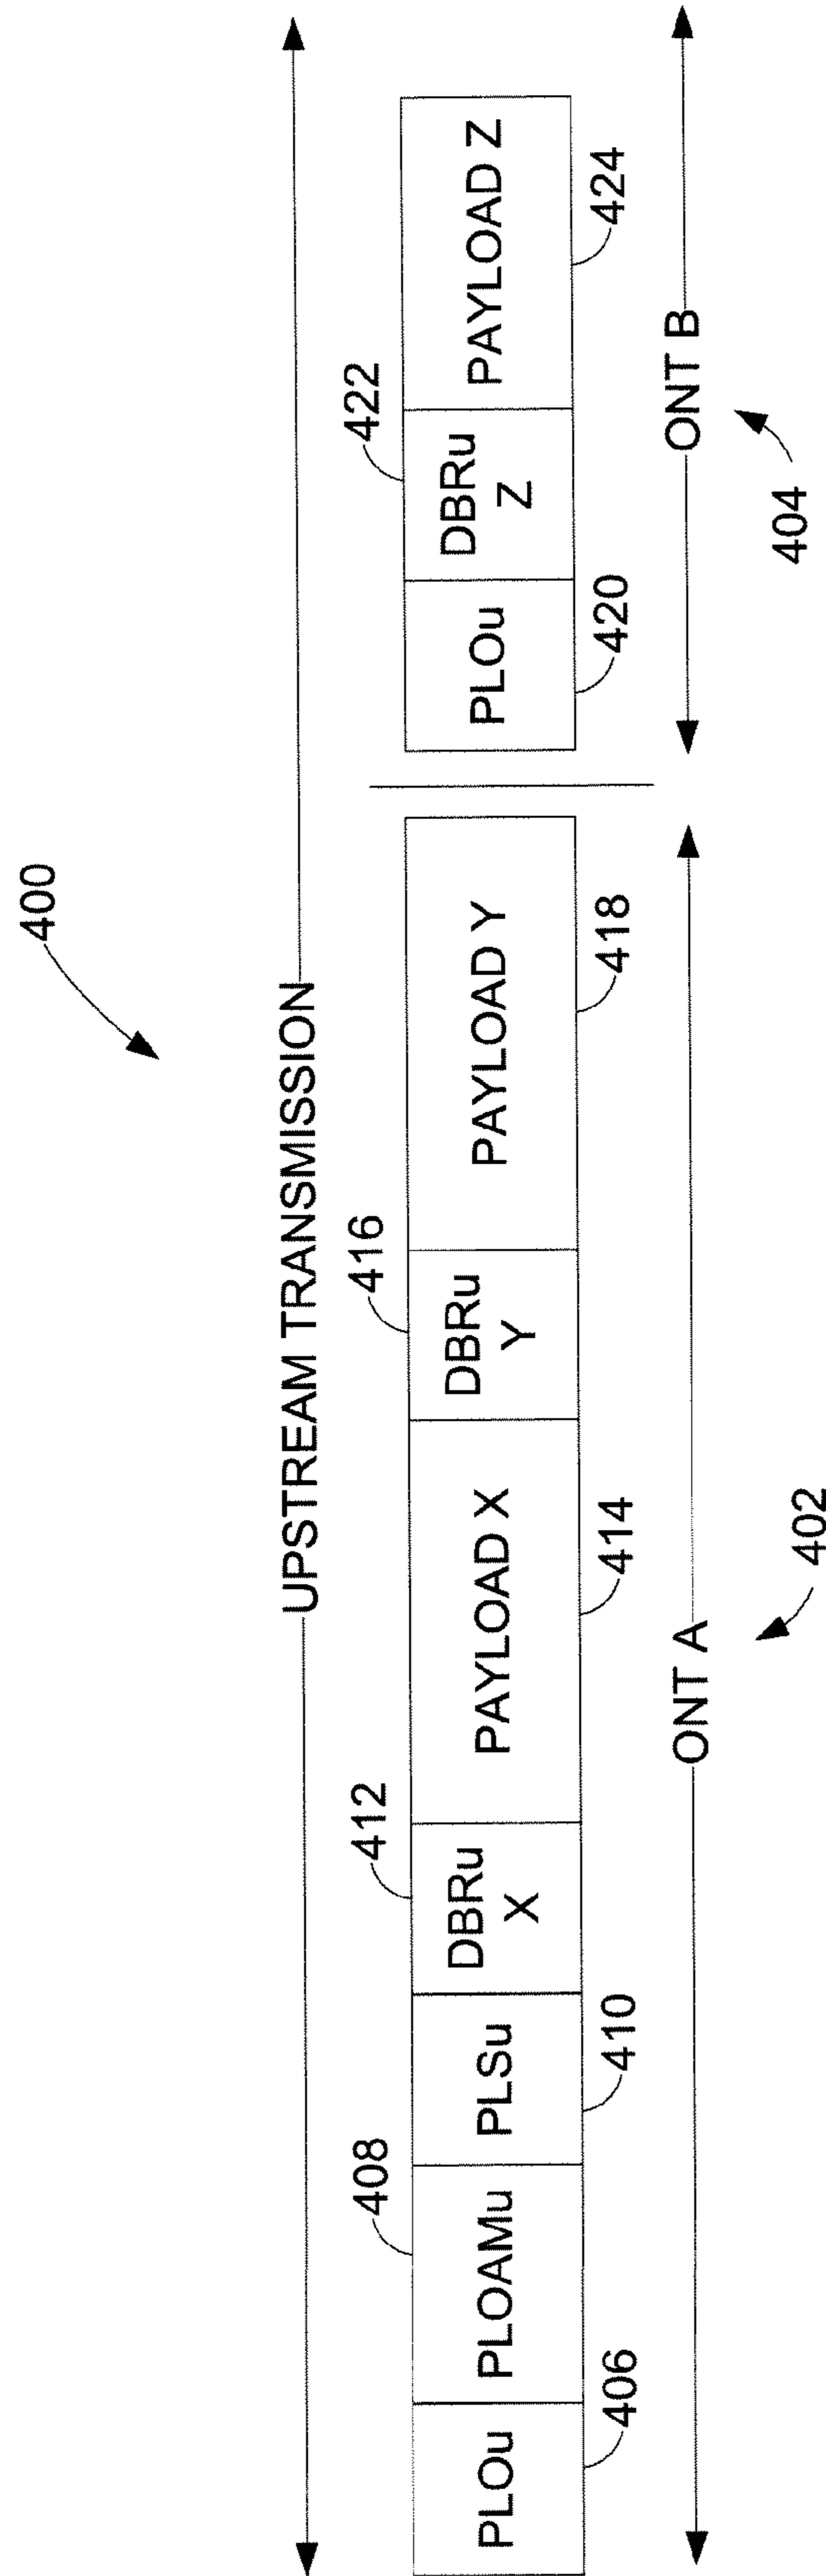 400
UPSTREAM TRANSMISSION
408
412
416
422
PLOu
PLOAMu
PLSu
DBRu
X
PAYLOAD X
DBRu
Y
PAYLOAD Y
PLOu
DBRu
Z
PAYLOAD Z
406
410
414
418
420
424
ONT A
ONT B
402
404